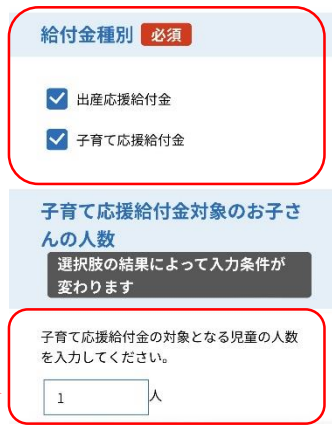 給付金種別 必須
出産応援給付金
子育て応援給付金
子育て応援給付金対象のお子さ
んの人数
選択肢の結果によって入力条件が
変わります
子育て応援給付金の対象となる児童の人数
を入力してください。
1 人